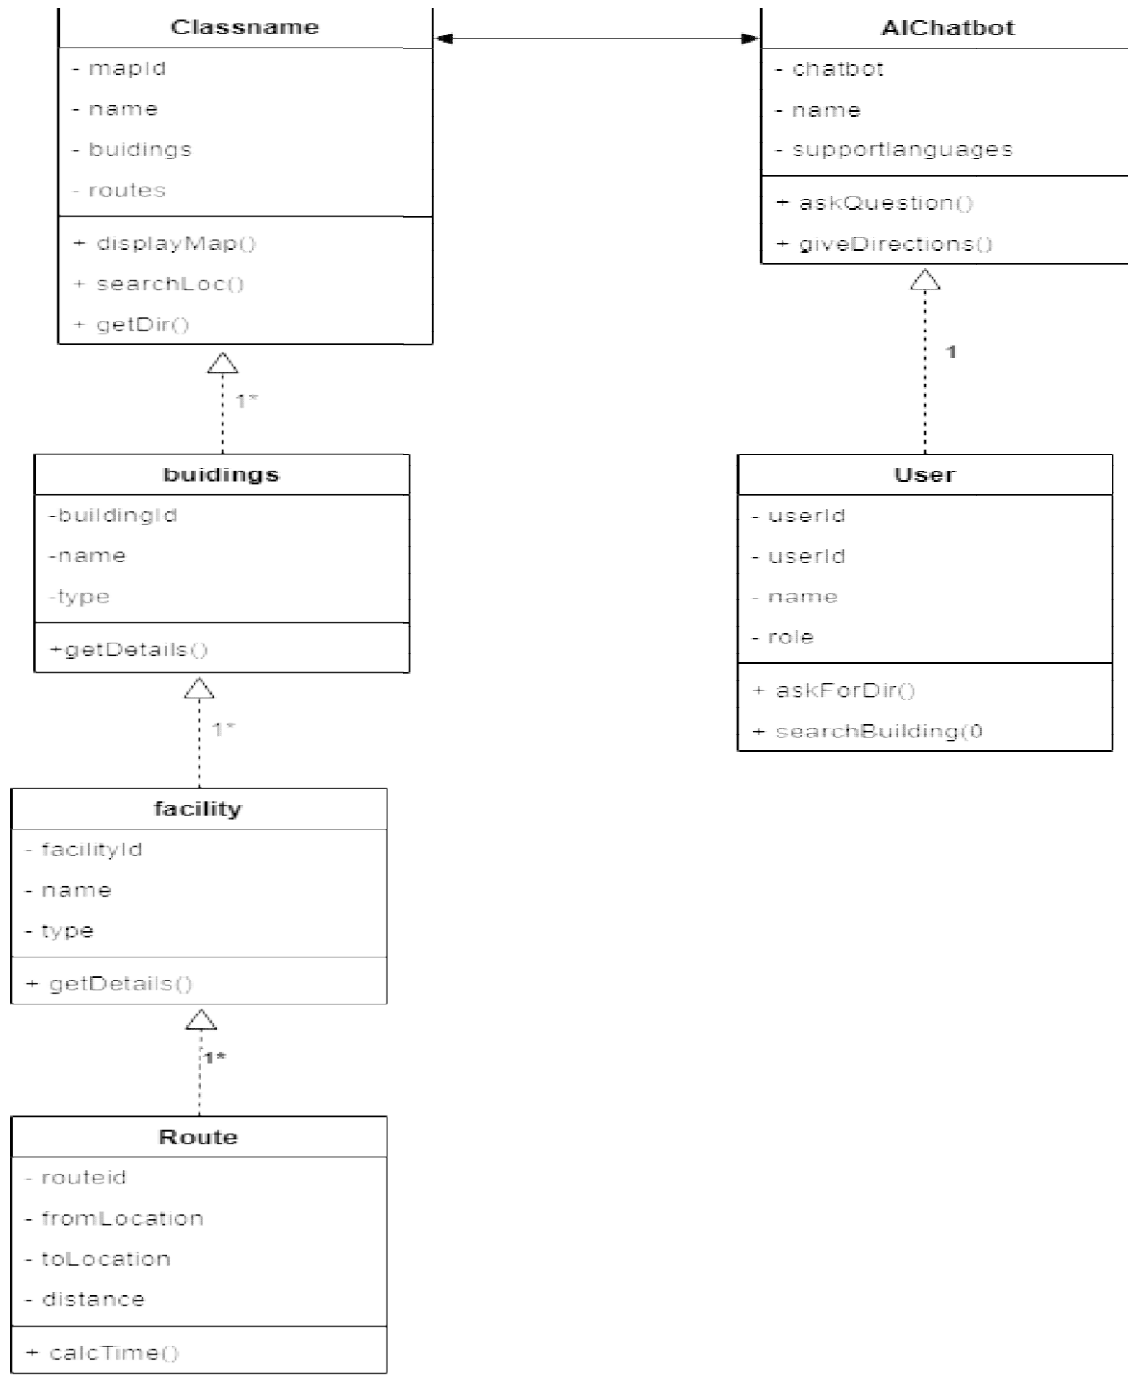 Classname
- mapId
- name
- buidings
- routes
+ displayMap()
+ searchLoc()
+ getDir()
1*
buidings
-buildingId
-name
-type
+getDetails()
1*
facility
- facilityId
- name
- type
+ getDetails()
1*
Route
- routeid
- fromLocation
- toLocation
- distance
+ calcTime()
AIChatbot
- chatbot
- name
- supportlanguages
+ askQuestion()
+ giveDirections()
1
User
- userId
- userId
- name
- role
+ askForDir()
+ searchBuilding(0